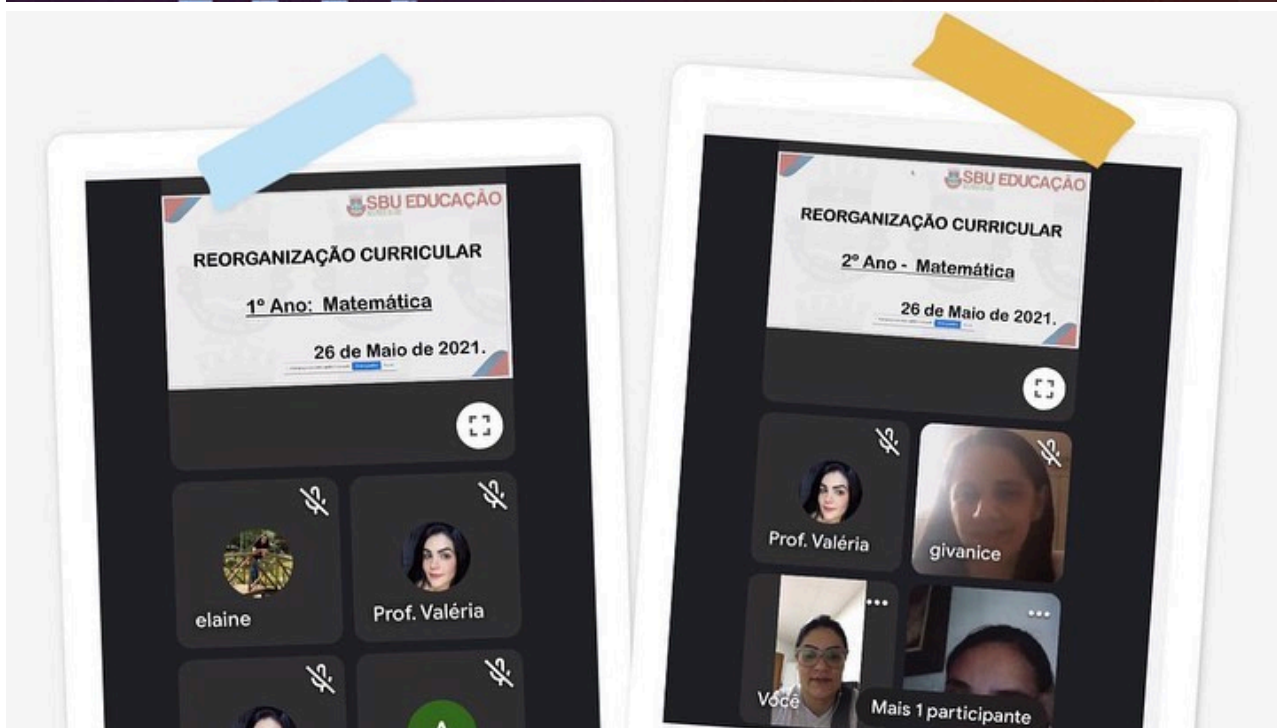 SBU EDUCAÇÃO
REORGANIZAÇÃO CURRICULAR
1º Ano: Matemática
26 de Maio de 2021.
elaine
Prof. Valéria
A
SBU EDUCAÇÃO
REORGANIZAÇÃO CURRICULAR
2º Ano - Matemática
26 de Maio de 2021.
Prof. Valéria
givanice
Você
Mais 1 participante